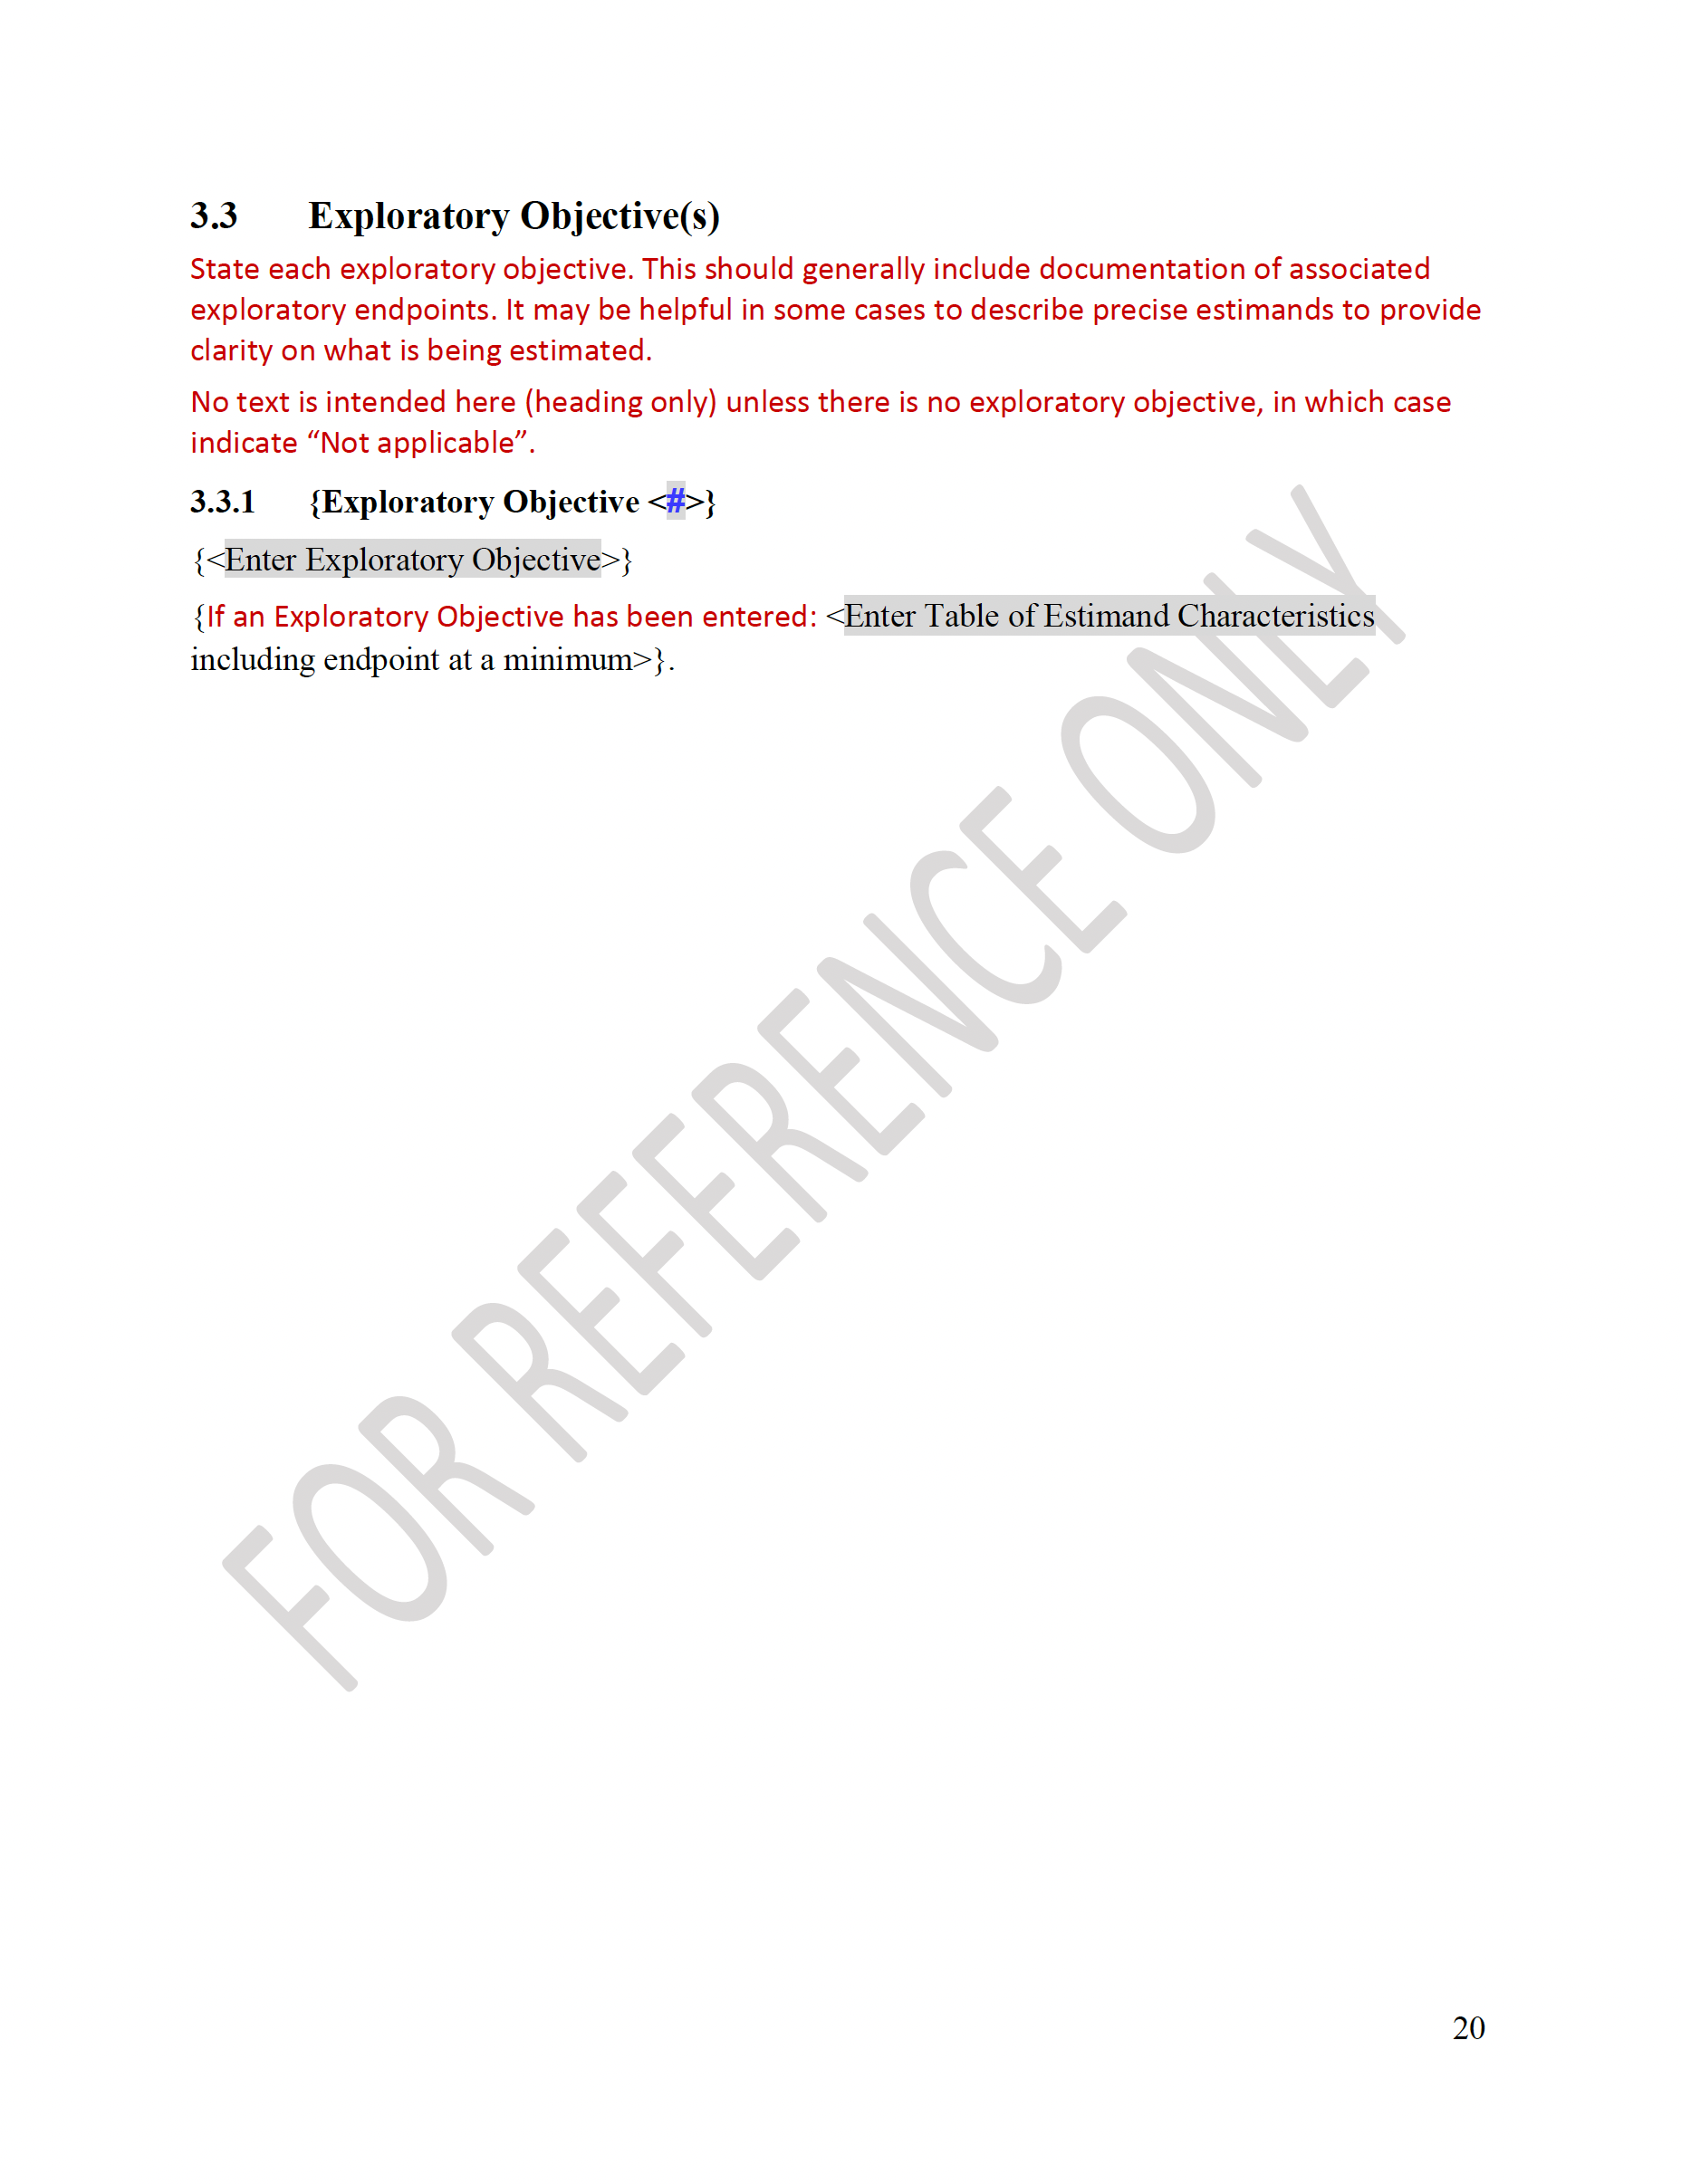 3.3 Exploratory Objective(s)
State each exploratory objective. This should generally include documentation of associated
exploratory endpoints. It may be helpful in some cases to describe precise estimands to provide
clarity on what is being estimated.
No text is intended here (heading only) unless there is no exploratory objective, in which case
indicate “Not applicable”.
3.3.1 {Exploratory Objective <#>}
{<Enter Exploratory Objective>}
{If an Exploratory Objective has been entered: <Enter Table of Estimand Characteristics
including endpoint at a minimum>}.
FOR REFERENCE ONLY
20